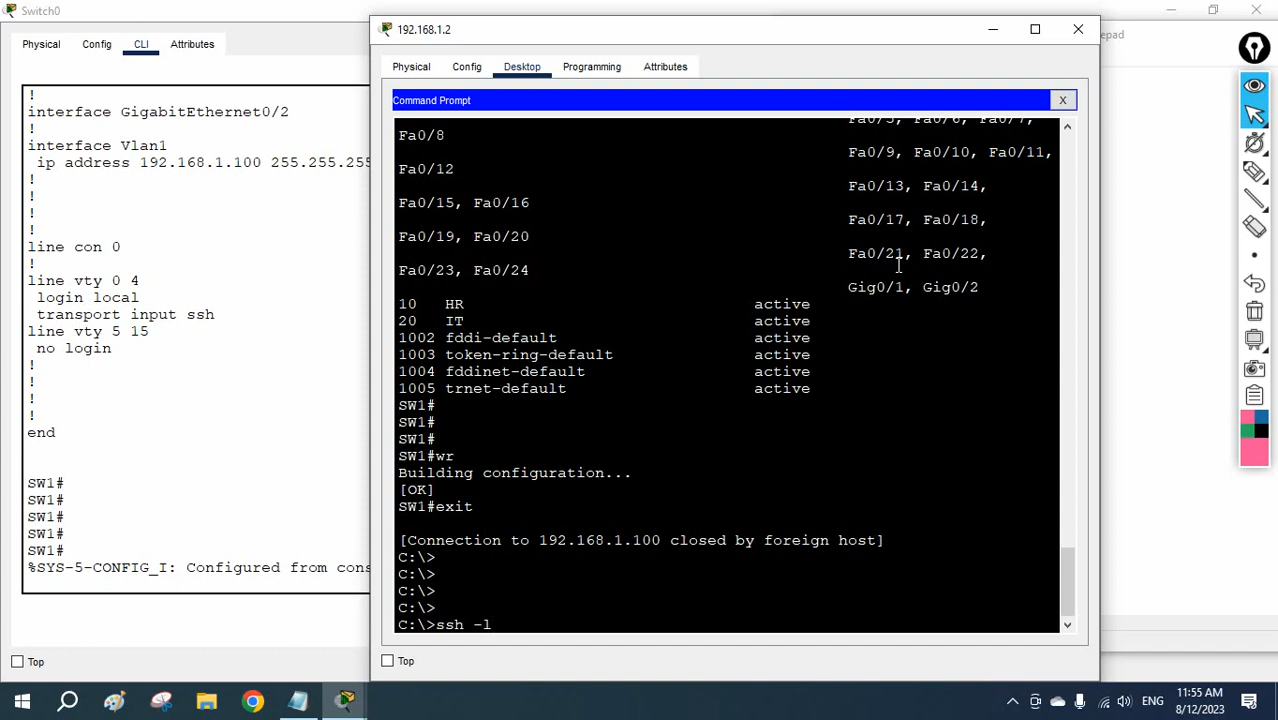 Switch0
Physical Config CLI Attributes
!
interface GigabitEthernet0/2
!
interface Vlan1
ip address 192.168.1.100 255.255.255
!
!
!
!
line con 0
!
line vty 0 4
login local
transport input ssh
line vty 5 15
no login
!
!
!
!
end
SW1#
SW1#
SW1#
SW1#
SW1#
%SYS-5-CONFIG_I: Configured from cons
Top
192.168.1.2
Physical Config Desktop Programming Attributes
Command Prompt X
Fa0/5, Fa0/6, Fa0/7,
Fa0/8
Fa0/9, Fa0/10, Fa0/11,
Fa0/12
Fa0/13, Fa0/14,
Fa0/15, Fa0/16
Fa0/17, Fa0/18,
Fa0/19, Fa0/20
Fa0/21, Fa0/22,
Fa0/23, Fa0/24
Gig0/1, Gig0/2
10 HR active
20 IT active
1002 fddi-default active
1003 token-ring-default active
1004 fddinet-default active
1005 trnet-default active
SW1#
SW1#
SW1#
SW1#wr
Building configuration...
[OK]
SW1#exit
[Connection to 192.168.1.100 closed by foreign host]
C:\>
C:\>
C:\>
C:\>
C:\>ssh -l
Top
epad
ENG
11:55 AM
8/12/2023